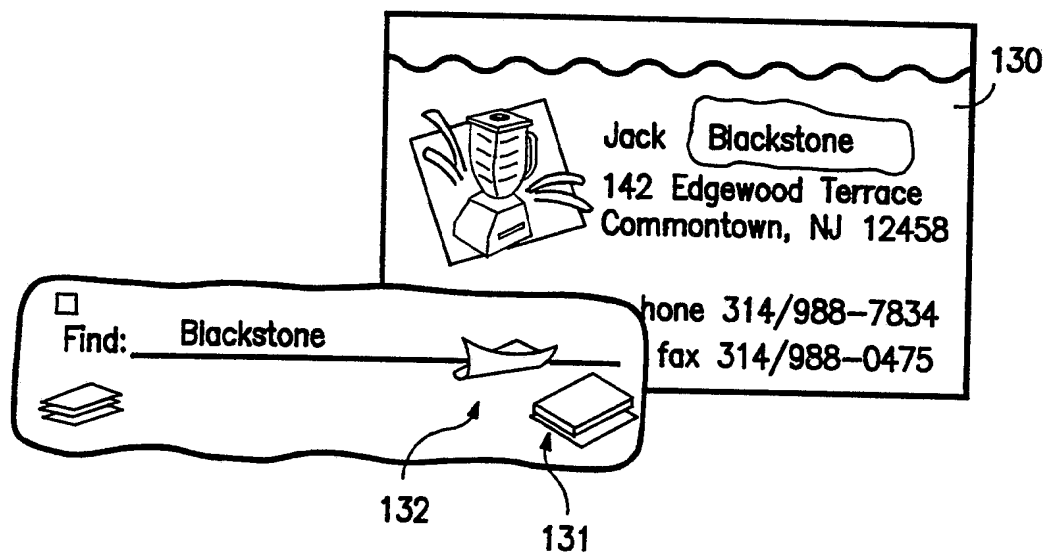 130
Jack Blackstone
142 Edgewood Terrace
Commontown, NJ 12458
hone 314/988-7834
fax 314/988-0475
Find: Blackstone
132
131